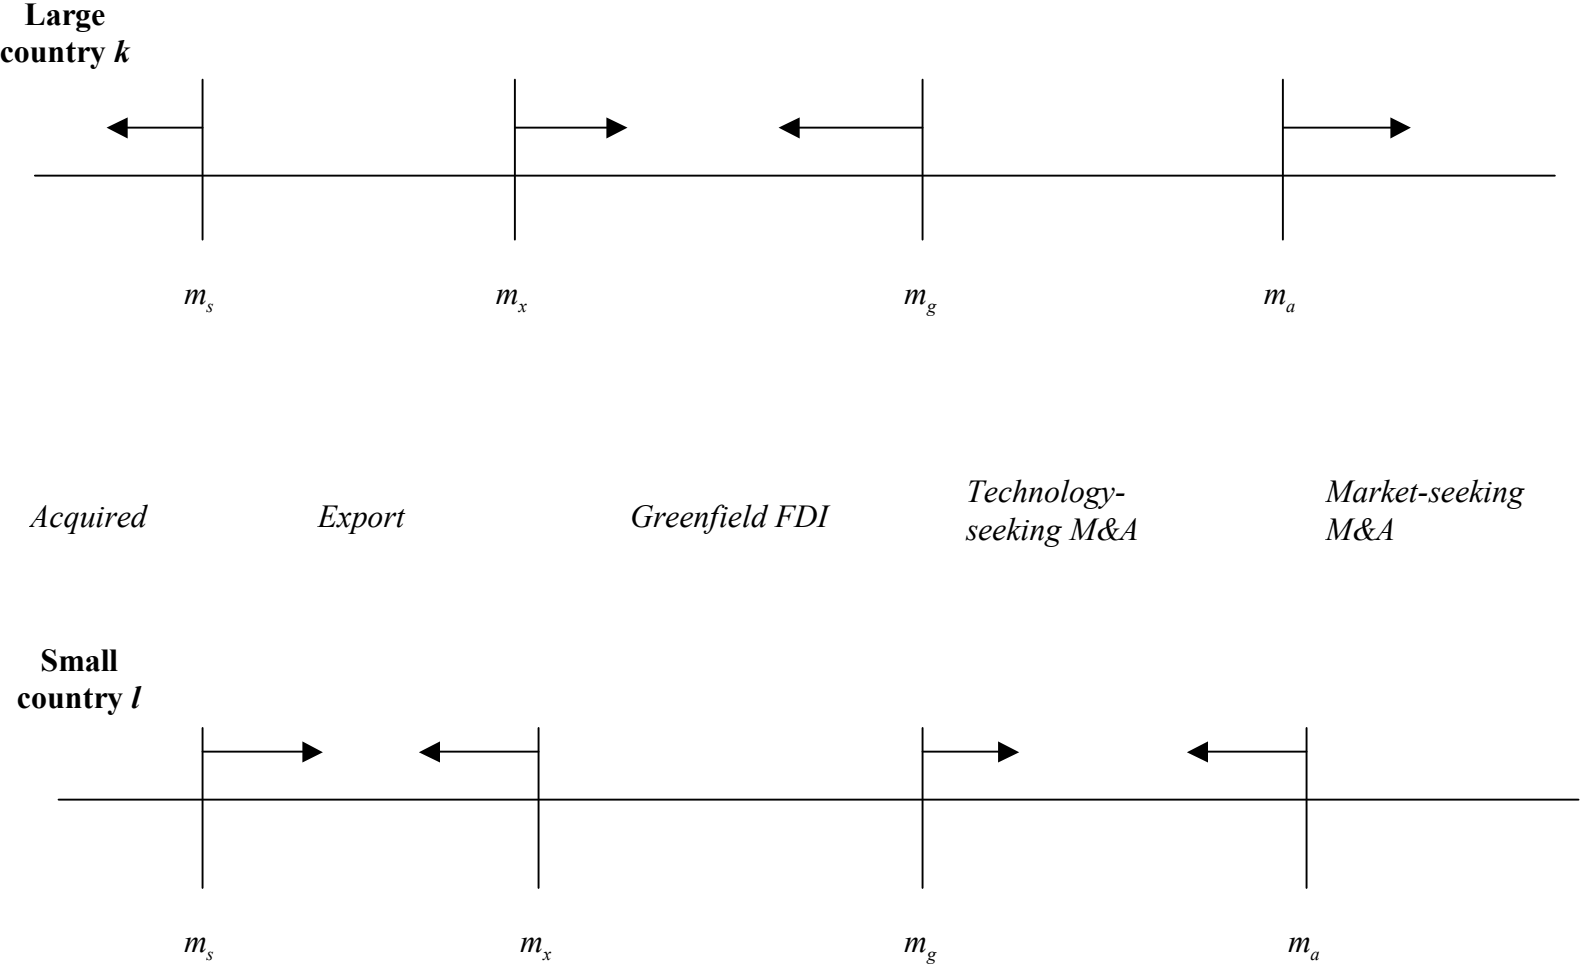 Large
country k
m_s m_x m_g m_a
Acquired Export Greenfield FDI Technology-
seeking M&A Market-seeking
M&A
Small
country l
m_s m_x m_g m_a